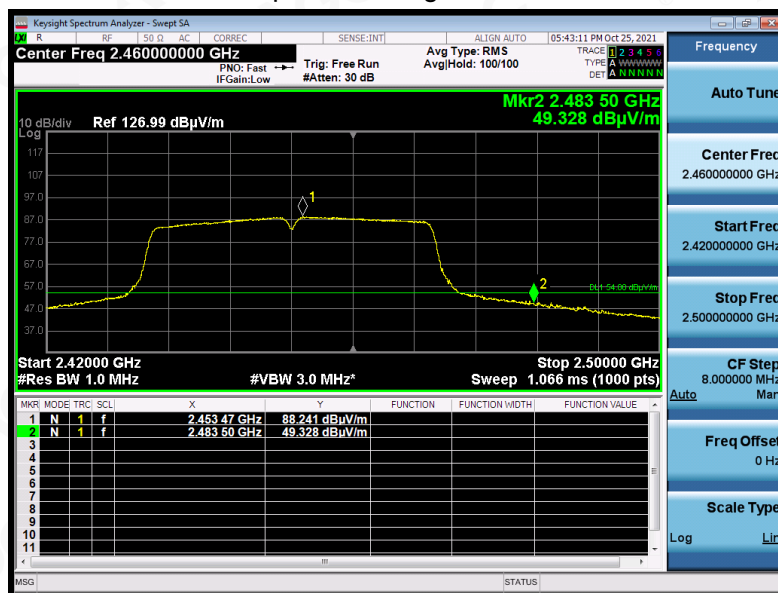 Keysight Spectrum Analyzer - Swept SA
LXI R RF 50 Ω AC CORREC SENSE:INT ALIGN AUTO 05:43:11 PM Oct 25, 2021
Center Freq 2.460000000 GHz
PNO: Fast
IFGain:Low
Trig: Free Run
#Atten: 30 dB
Avg Type: RMS
Avg|Hold: 100/100
TRACE 1 2 3 4 5 6
TYPE A WWWWW
DET A N N N N N
Mkr2 2.483 50 GHz
49.328 dBµV/m
10 dB/div Ref 126.99 dBµV/m
Log
117
107
97.0
87.0
77.0
67.0
57.0
47.0
37.0
1
2
DL1 54.00 dBµV/m
Start 2.42000 GHz Stop 2.50000 GHz
#Res BW 1.0 MHz #VBW 3.0 MHz* Sweep 1.066 ms (1000 pts)
MKR MODE TRC SCL X Y FUNCTION FUNCTION WIDTH FUNCTION VALUE
1 N 1 f 2.453 47 GHz 88.241 dBµV/m
2 N 1 f 2.483 50 GHz 49.328 dBµV/m
3
4
5
6
7
8
9
10
11
MSG STATUS
Frequency
Auto Tune
Center Freq
2.460000000 GHz
Start Freq
2.420000000 GHz
Stop Freq
2.500000000 GHz
CF Step
8.000000 MHz
Auto Man
Freq Offset
0 Hz
Scale Type
Log Lin